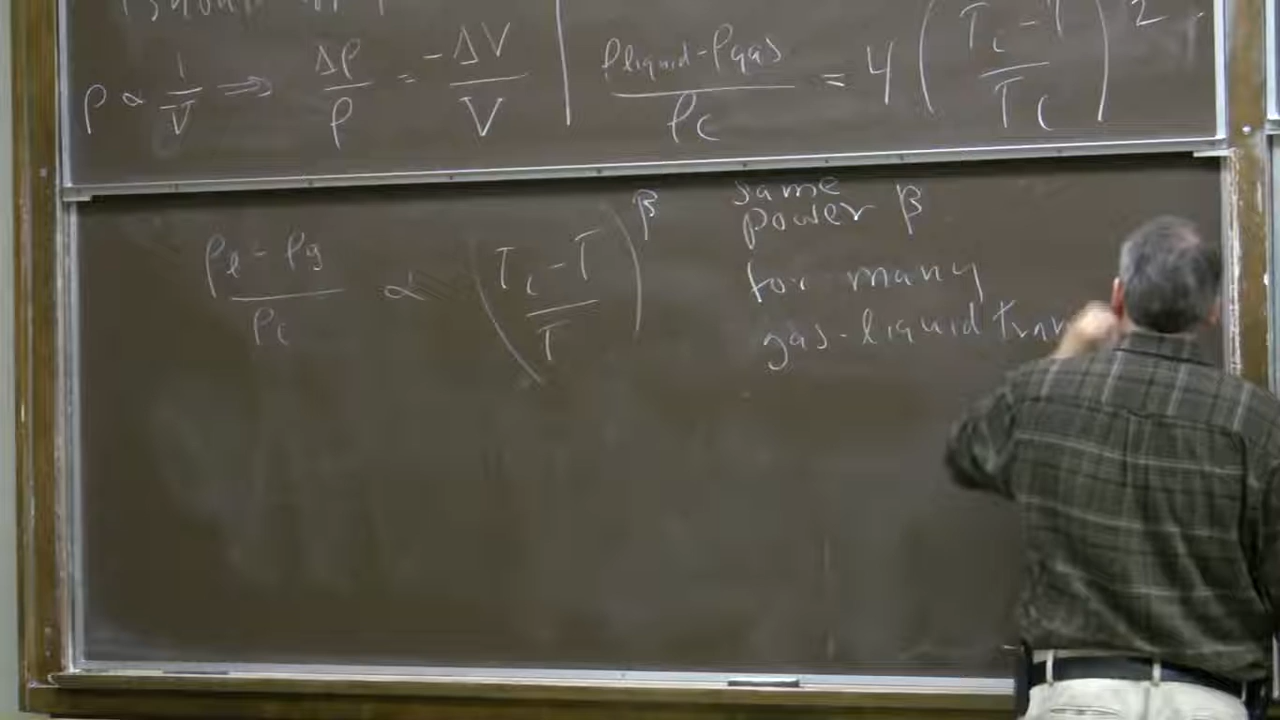 ρ ∝ 1/V ⟹ Δρ/ρ = -ΔV/V
ρliquid-ρgas/ρc = 4 (Tc-T/Tc)^2
ρℓ-ρg/ρc ∝ (Tc-T/T)^β
same
power β
for many
gas-liquid tran